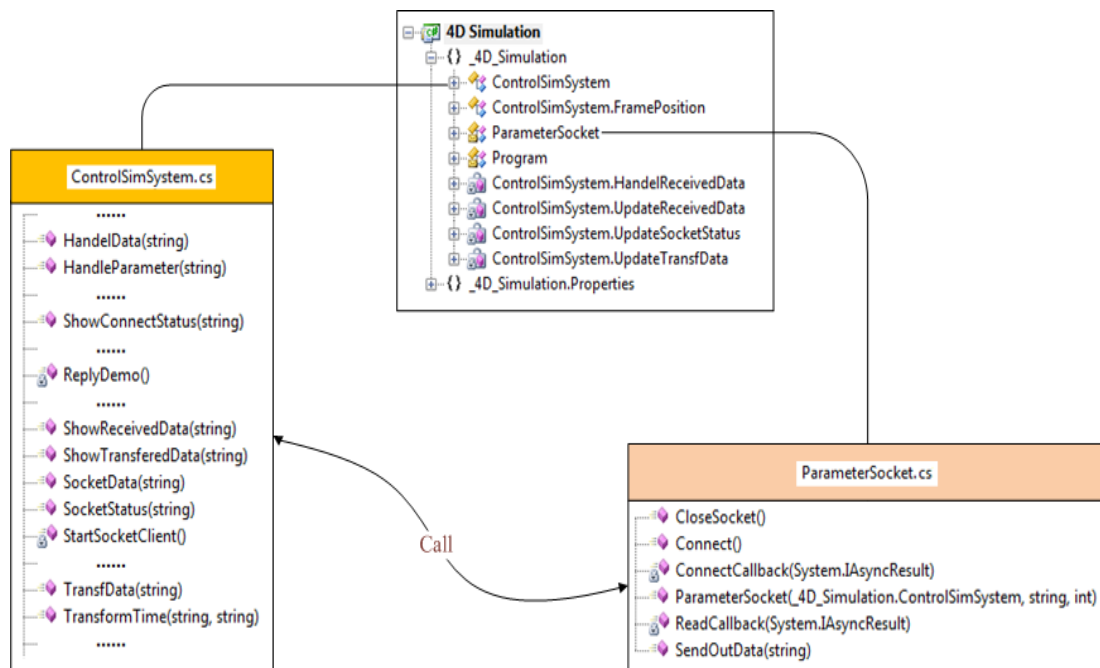 4D Simulation
{} _4D_Simulation
ControlSimSystem
ControlSimSystem.FramePosition
ParameterSocket
Program
ControlSimSystem.HandelReceivedData
ControlSimSystem.UpdateReceivedData
ControlSimSystem.UpdateSocketStatus
ControlSimSystem.UpdateTransfData
{} _4D_Simulation.Properties
ControlSimSystem.cs
......
HandelData(string)
HandleParameter(string)
......
ShowConnectStatus(string)
......
ReplyDemo()
......
ShowReceivedData(string)
ShowTransferedData(string)
SocketData(string)
SocketStatus(string)
StartSocketClient()
......
TransfData(string)
TransformTime(string, string)
......
Call
ParameterSocket.cs
CloseSocket()
Connect()
ConnectCallback(System.IAsyncResult)
ParameterSocket(_4D_Simulation.ControlSimSystem, string, int)
ReadCallback(System.IAsyncResult)
SendOutData(string)